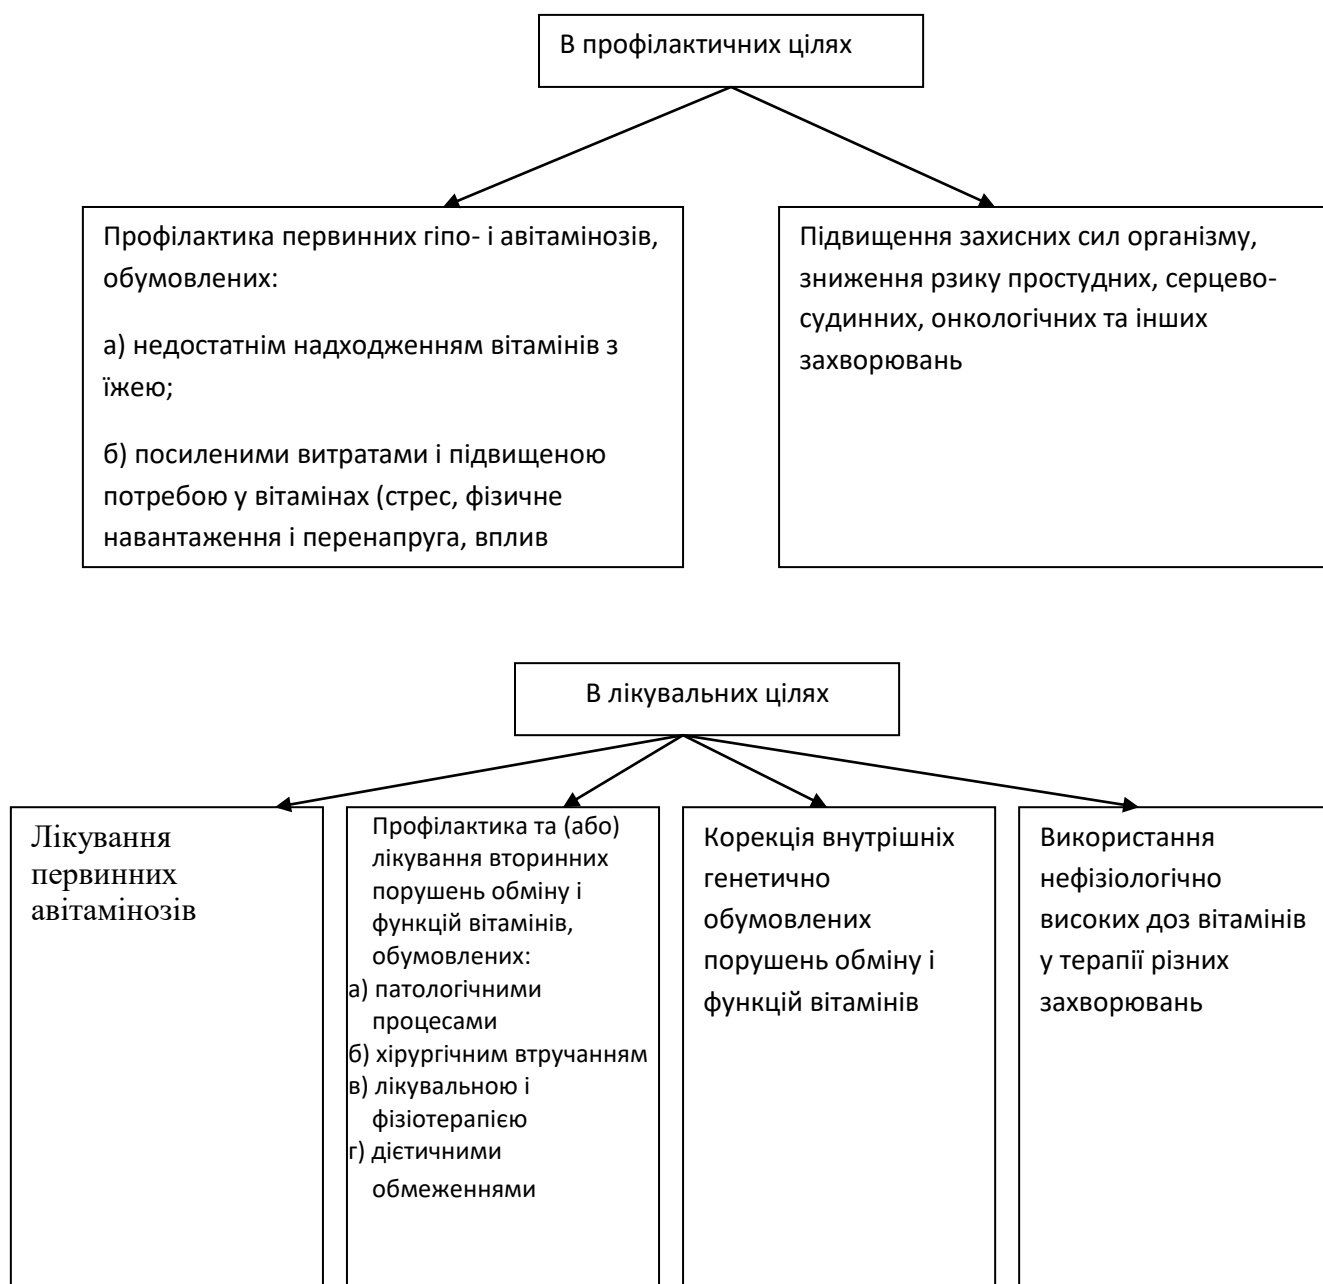 В профілактичних цілях
Профілактика первинних гіпо- і авітамінозів,
обумовлених:
а) недостатнім надходженням вітамінів з
їжею;
б) посиленими витратами і підвищеною
потребою у вітамінах (стрес, фізичне
навантаження і перенапруга, вплив
Підвищення захисних сил організму,
зниження рзику простудних, серцево-
судинних, онкологічних та інших
захворювань
В лікувальних цілях
Лікування
первинних
авітамінозів
Профілактика та (або)
лікування вторинних
порушень обміну і
функцій вітамінів,
обумовлених:
а) патологічними
процесами
б) хірургічним втручанням
в) лікувальною і
фізіотерапією
г) дієтичними
обмеженнями
Корекція внутрішніх
генетично
обумовлених
порушень обміну і
функцій вітамінів
Використання
нефізіологічно
високих доз вітамінів
у терапії різних
захворювань